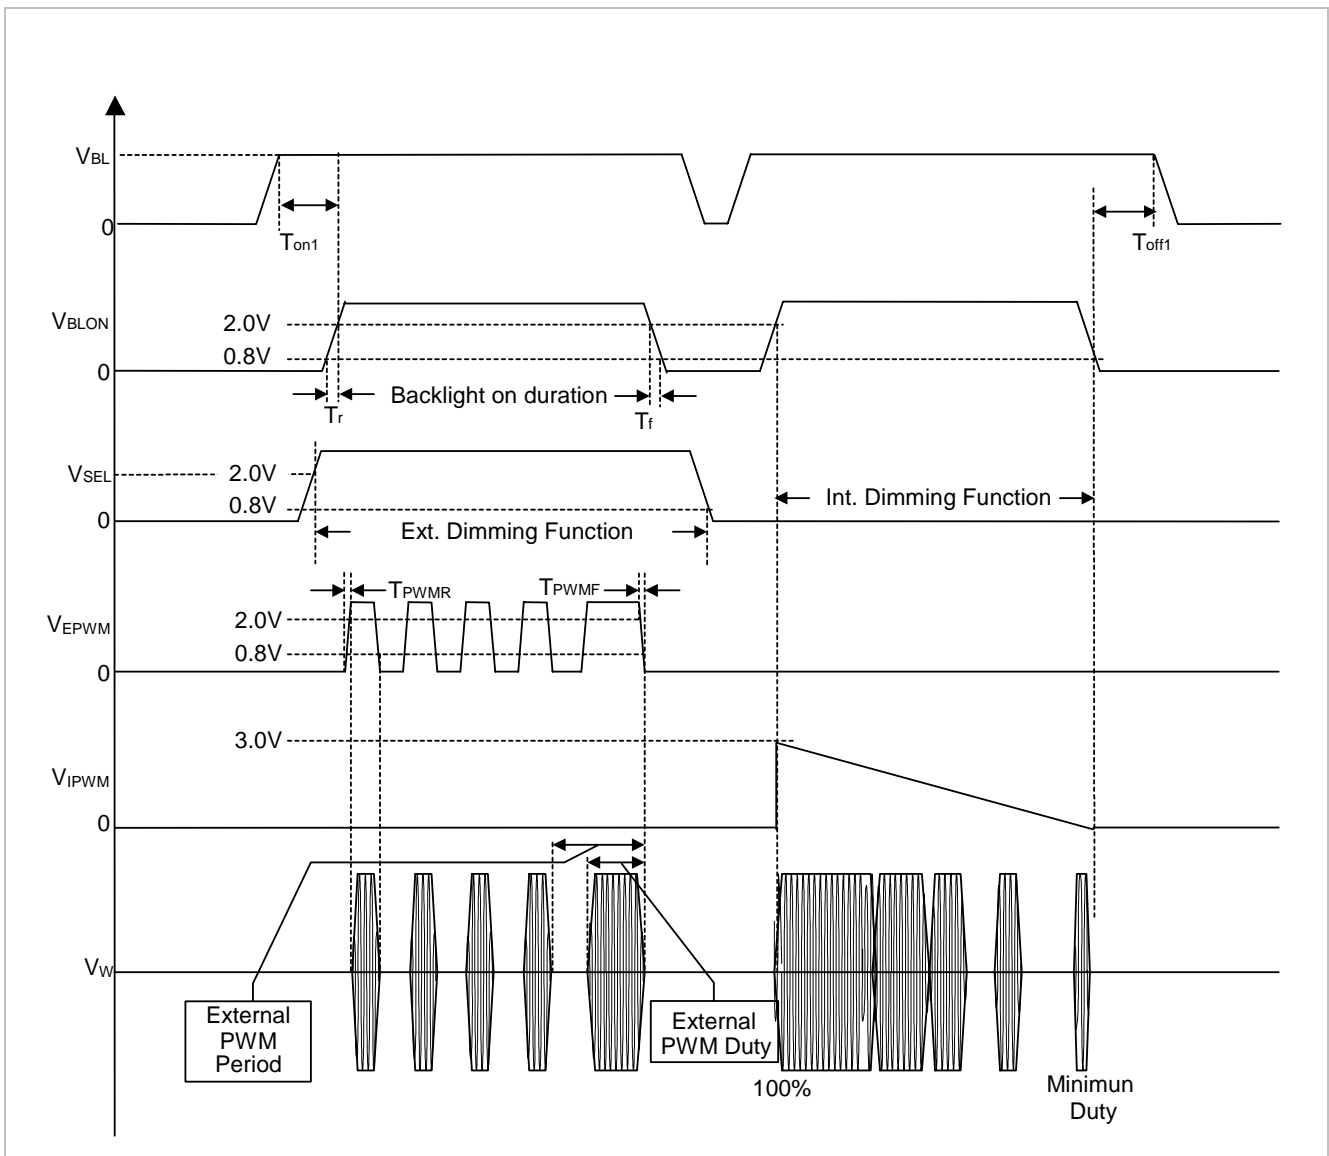 VBL
0
Ton1
Toff1
VBLON
2.0V
0.8V
0
Tr
Backlight on duration
Tf
VSEL
2.0V
0.8V
0
Int. Dimming Function
Ext. Dimming Function
TPWMR
TPWMF
VEPWM
2.0V
0.8V
0
3.0V
VIPWM
0
VW
External
PWM
Period
External
PWM Duty
100%
Minimun
Duty